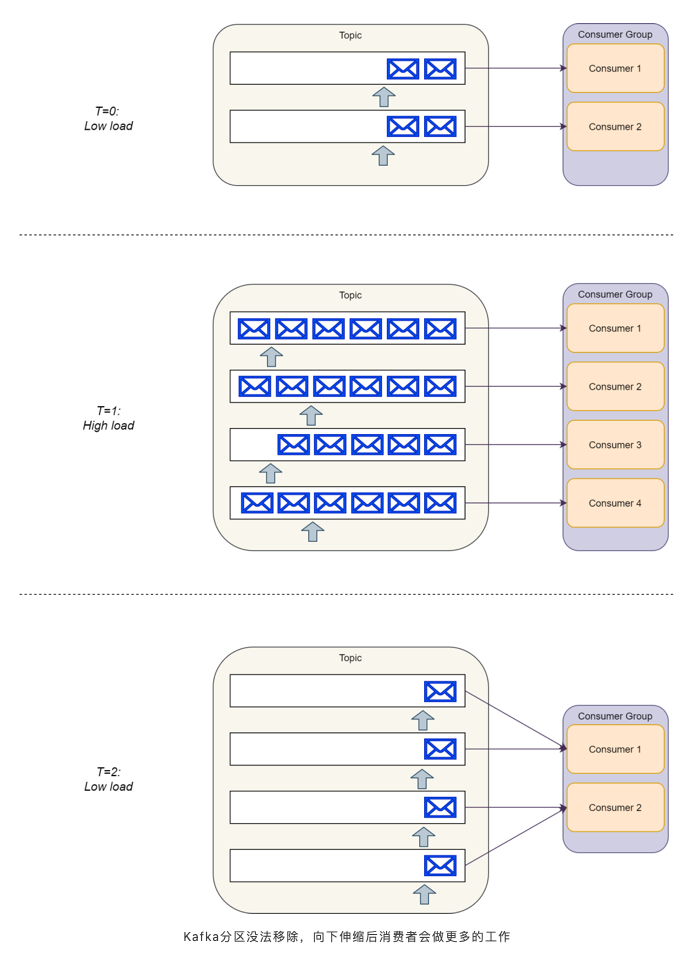 Topic
Consumer Group
Consumer 1
Consumer 2
T=0:
Low load
Topic
Consumer Group
Consumer 1
Consumer 2
Consumer 3
Consumer 4
T=1:
High load
Topic
Consumer Group
Consumer 1
Consumer 2
T=2:
Low load
Kafka分区没法移除，向下伸缩后消费者会做更多的工作